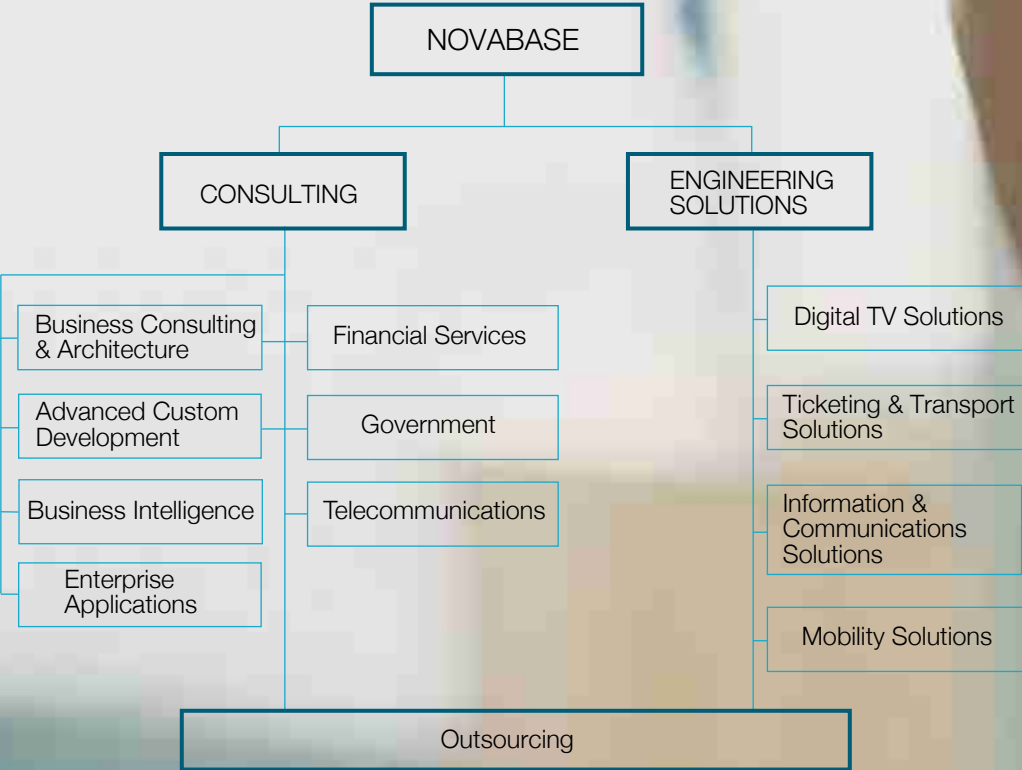 NOVABASE
CONSULTING
ENGINEERING
SOLUTIONS
Business Consulting
& Architecture
Advanced Custom
Development
Business Intelligence
Enterprise
Applications
Financial Services
Government
Telecommunications
Digital TV Solutions
Ticketing & Transport
Solutions
Information &
Communications
Solutions
Mobility Solutions
Outsourcing